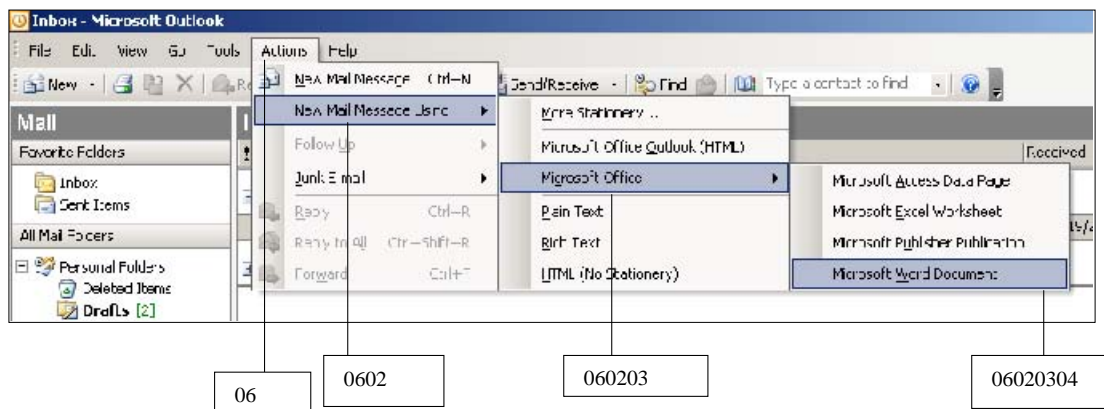 Inbox - Microsoft Outlook
File Edit View Go Tools Actions Help
New Send/Receive Find Type a contact to find
Mail
Favorite Folders
Inbox
Sent Items
All Mail Folders
Personal Folders
Deleted Items
Drafts [2]
New Mail Message Ctrl+N
New Mail Message Using
Follow Up
Junk E-mail
Reply Ctrl+R
Reply to All Ctrl+Shift+R
Forward Ctrl+F
More Stationery...
Microsoft Office Outlook (HTML)
Microsoft Office
Plain Text
Rich Text
HTML (No Stationery)
Received
Microsoft Access Data Page
Microsoft Excel Worksheet
Microsoft Publisher Publication
Microsoft Word Document
06
0602
060203
06020304